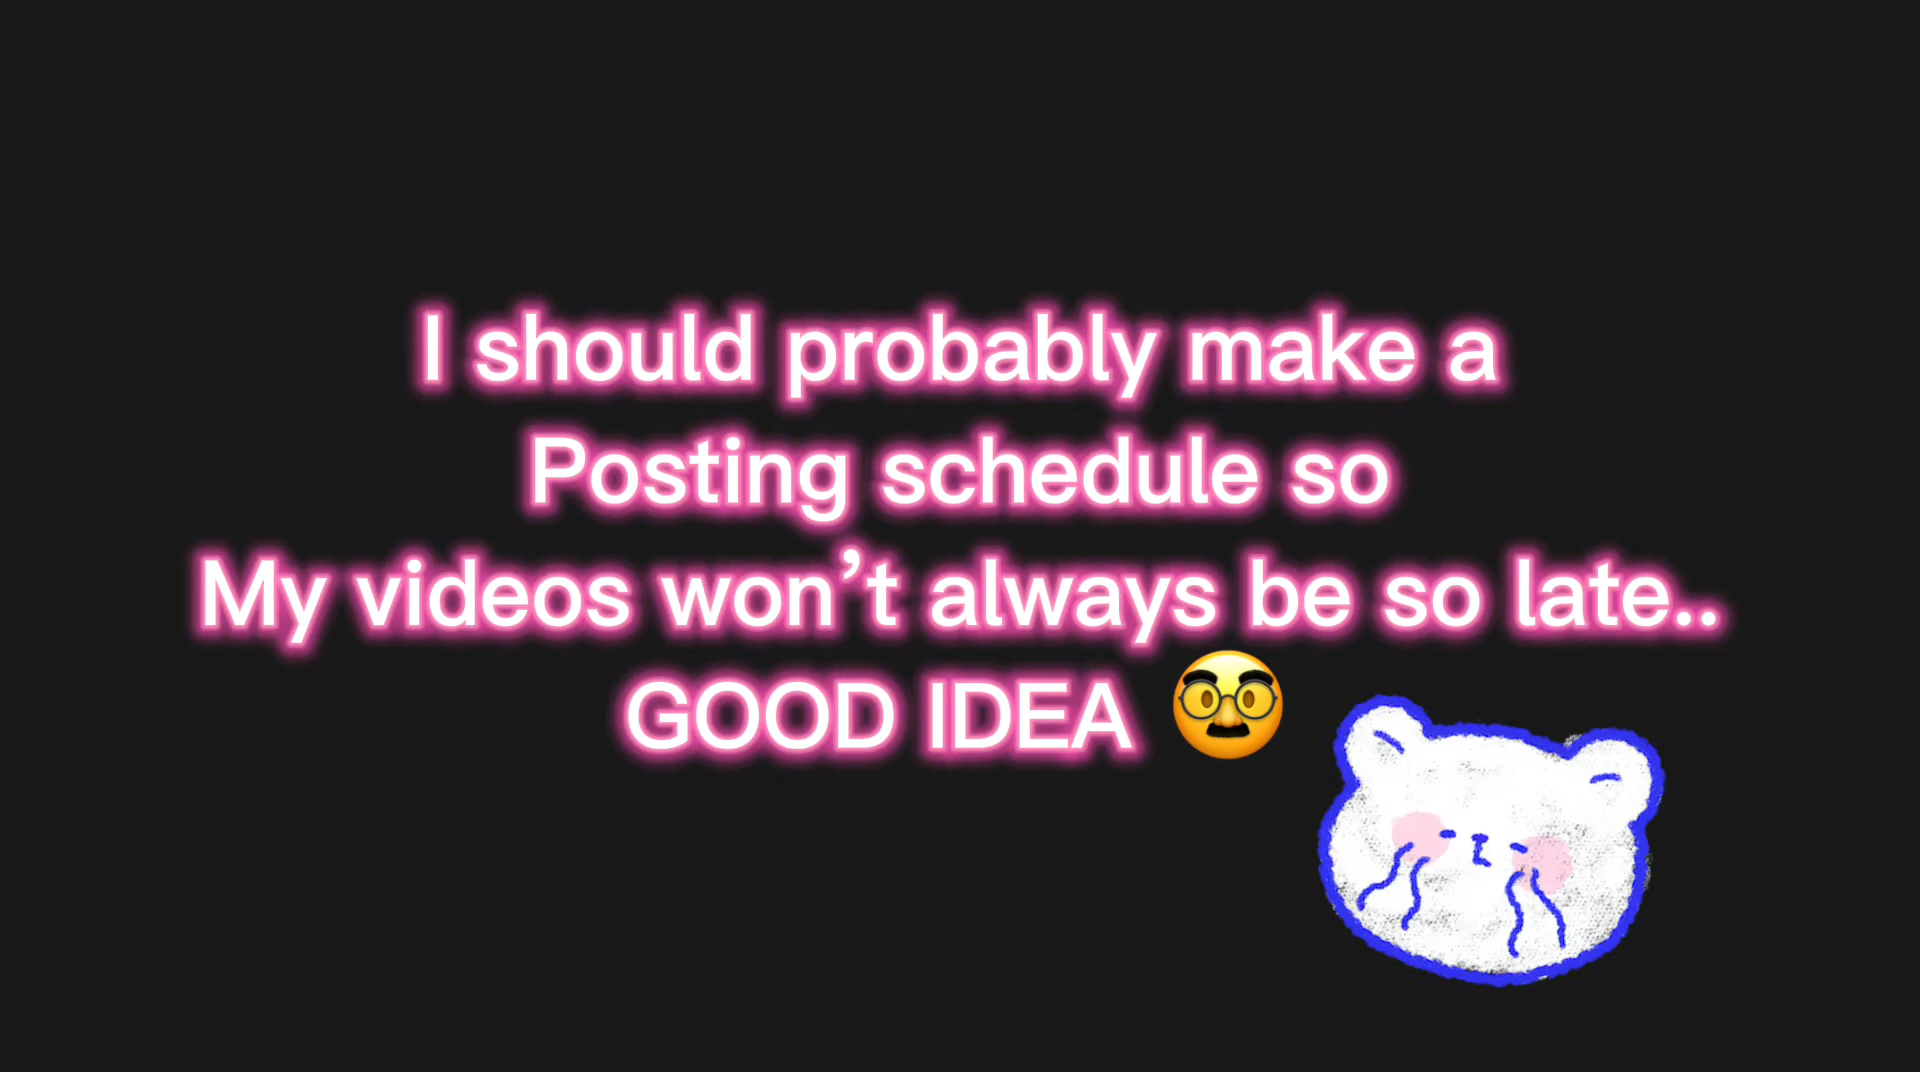 I should probably make a
Posting schedule so
My videos won’t always be so late..
GOOD IDEA 🥸